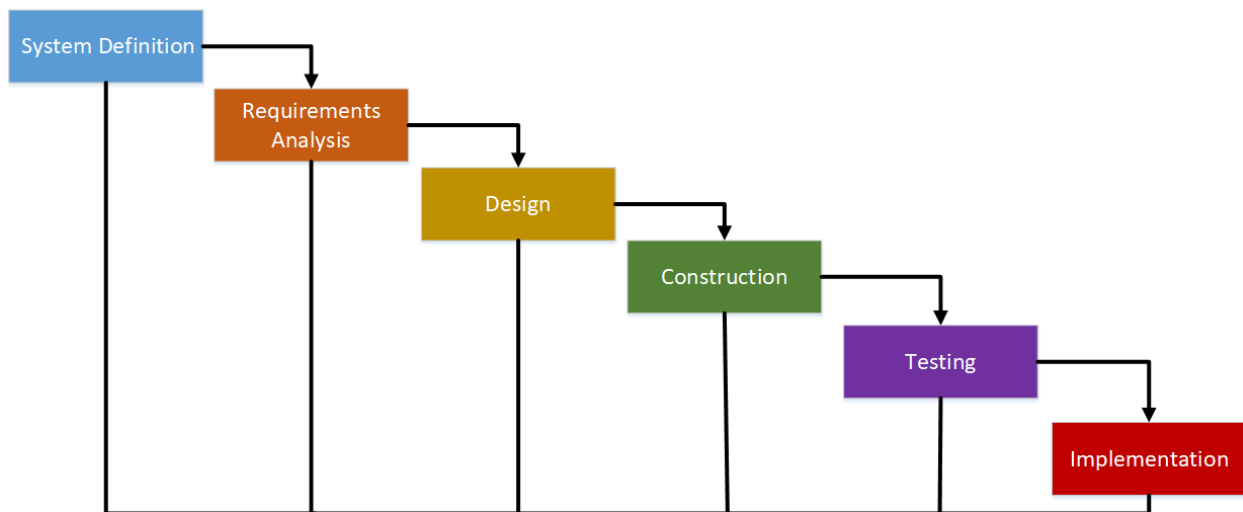 System Definition
Requirements
Analysis
Design
Construction
Testing
Implementation